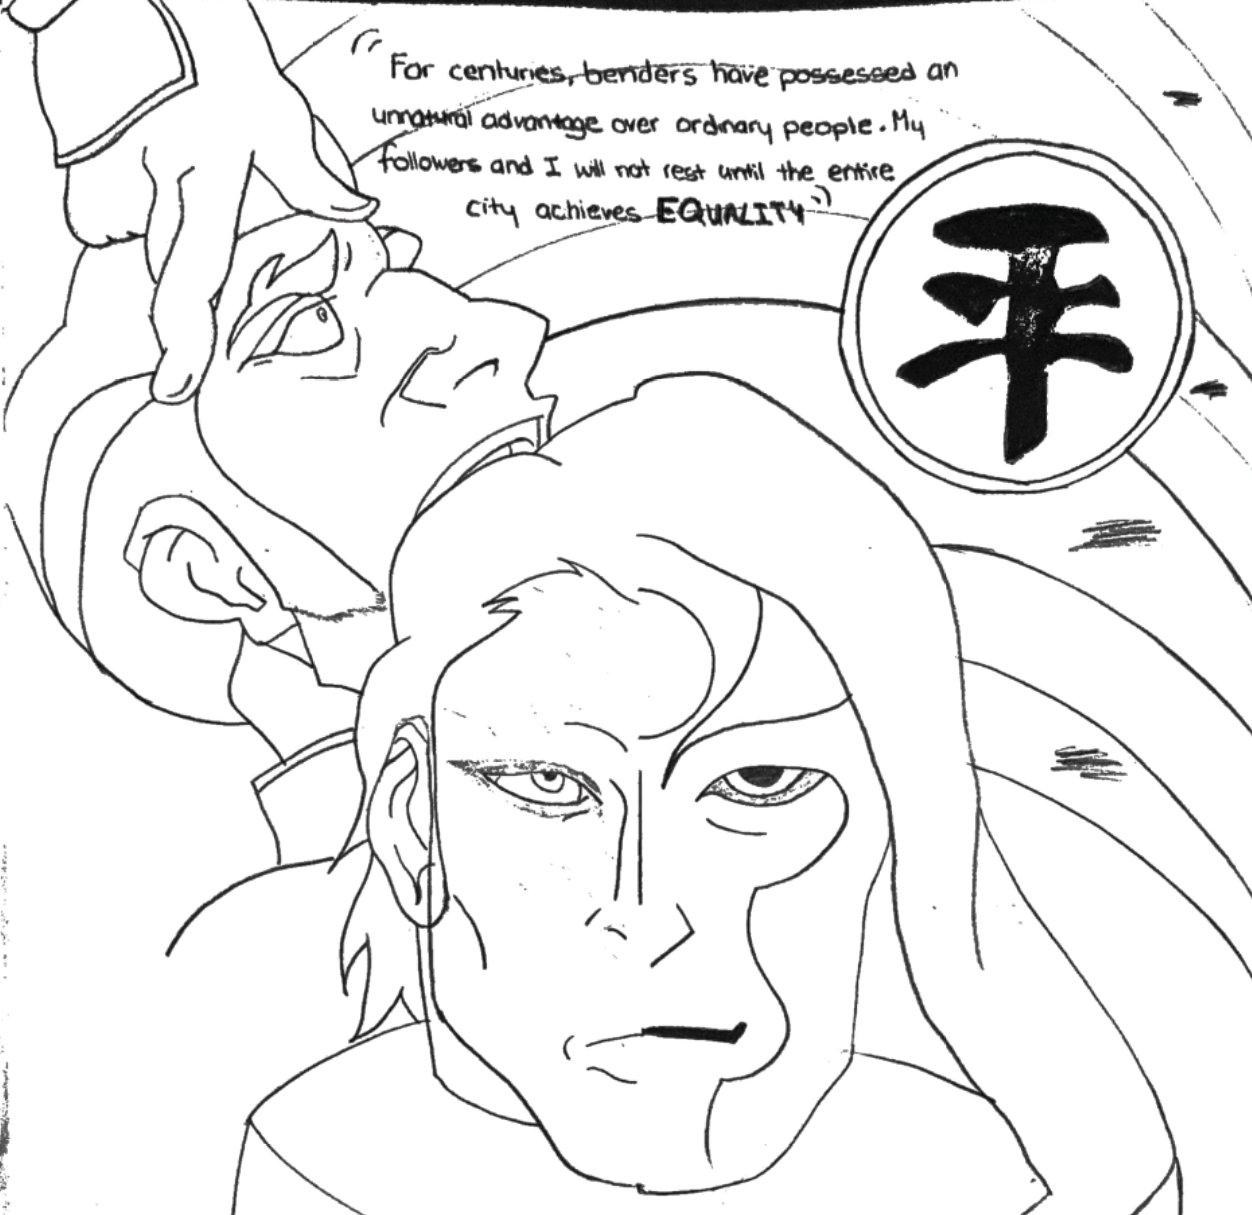 "For centuries, benders have possessed an
unnatural advantage over ordinary people. My
followers and I will not rest until the entire
city achieves EQUALITY"
平